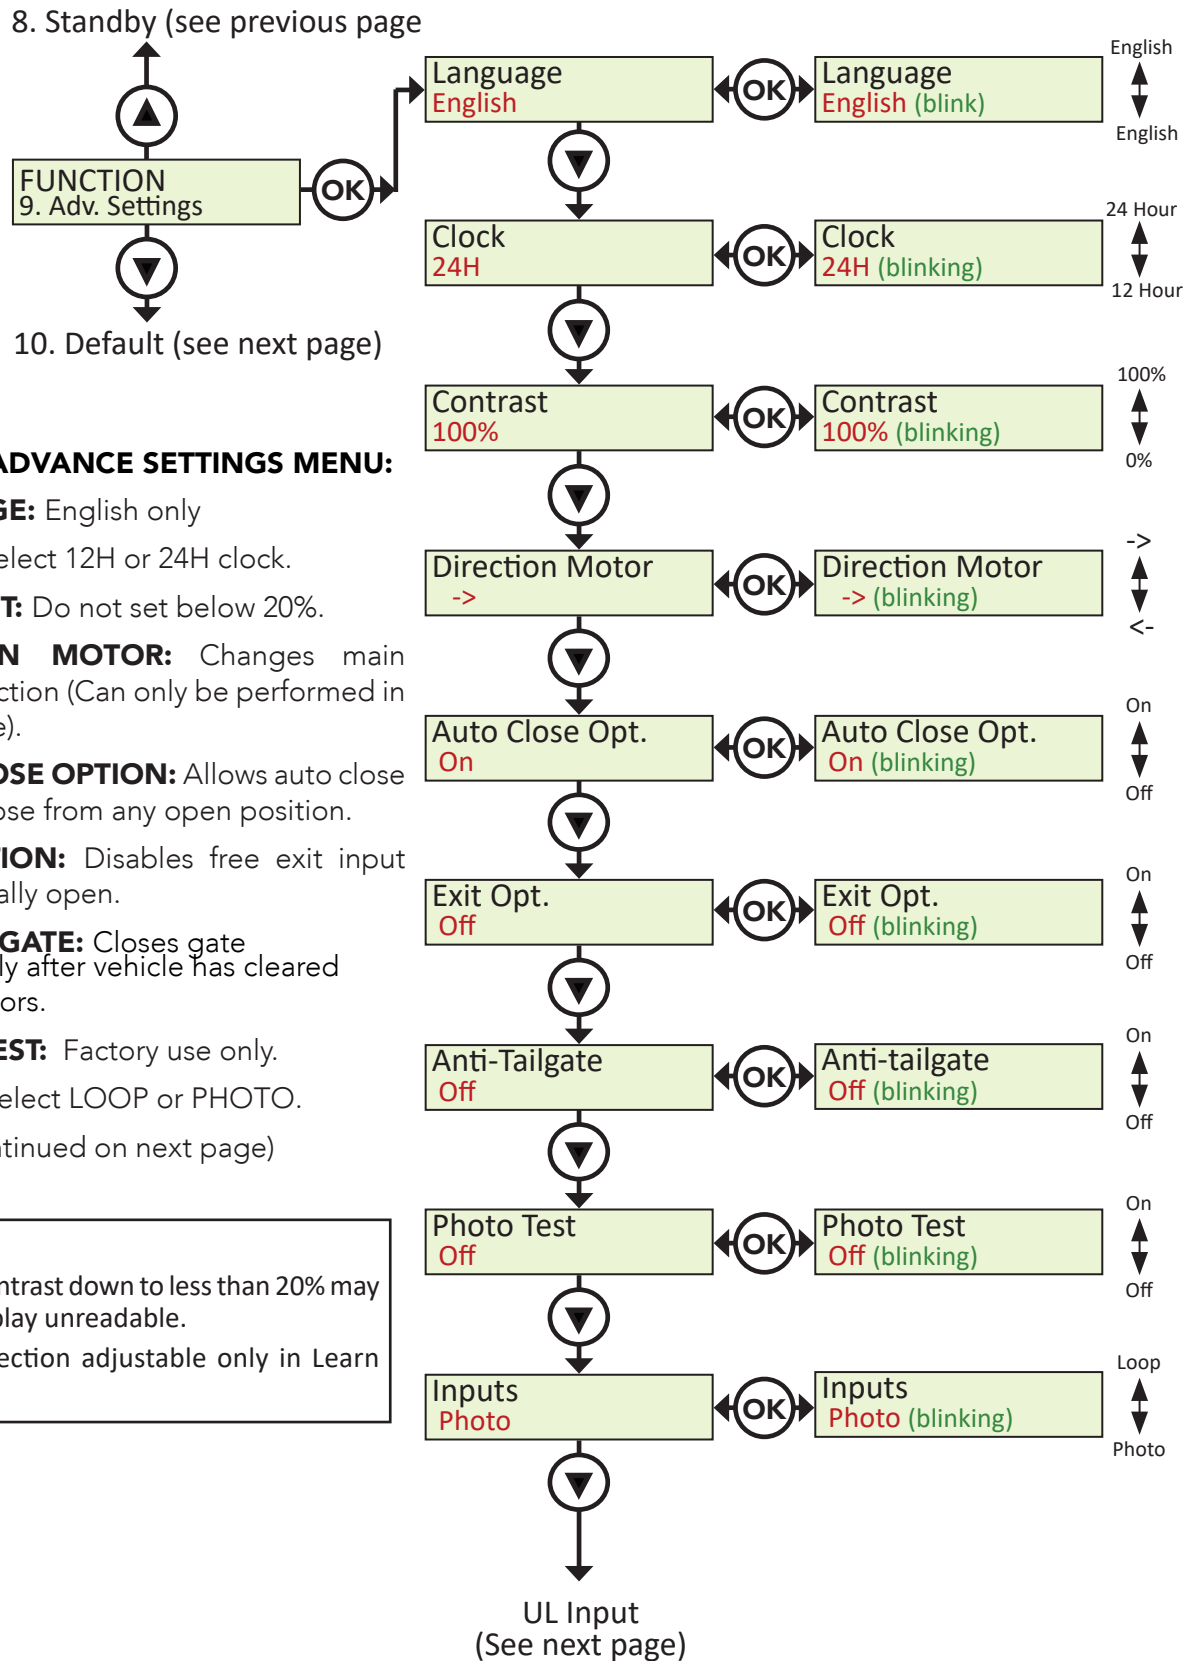 8. Standby (see previous page
FUNCTION
9. Adv. Settings
OK
10. Default (see next page)
ADVANCE SETTINGS MENU:
GE: English only
elect 12H or 24H clock.
T: Do not set below 20%.
N MOTOR: Changes main
ction (Can only be performed in
e).
OSE OPTION: Allows auto close
ose from any open position.
TION: Disables free exit input
ally open.
GATE: Closes gate
ly after vehicle has cleared
ors.
EST: Factory use only.
elect LOOP or PHOTO.
tinued on next page)
ntrast down to less than 20% may
play unreadable.
ection adjustable only in Learn
Language
English
OK
Language
English (blink)
English
English
Clock
24H
OK
Clock
24H (blinking)
24 Hour
12 Hour
Contrast
100%
OK
Contrast
100% (blinking)
100%
0%
Direction Motor
->
OK
Direction Motor
-> (blinking)
->
<-
Auto Close Opt.
On
OK
Auto Close Opt.
On (blinking)
On
Off
Exit Opt.
Off
OK
Exit Opt.
Off (blinking)
On
Off
Anti-Tailgate
Off
OK
Anti-tailgate
Off (blinking)
On
Off
Photo Test
Off
OK
Photo Test
Off (blinking)
On
Off
Inputs
Photo
OK
Inputs
Photo (blinking)
Loop
Photo
UL Input
(See next page)